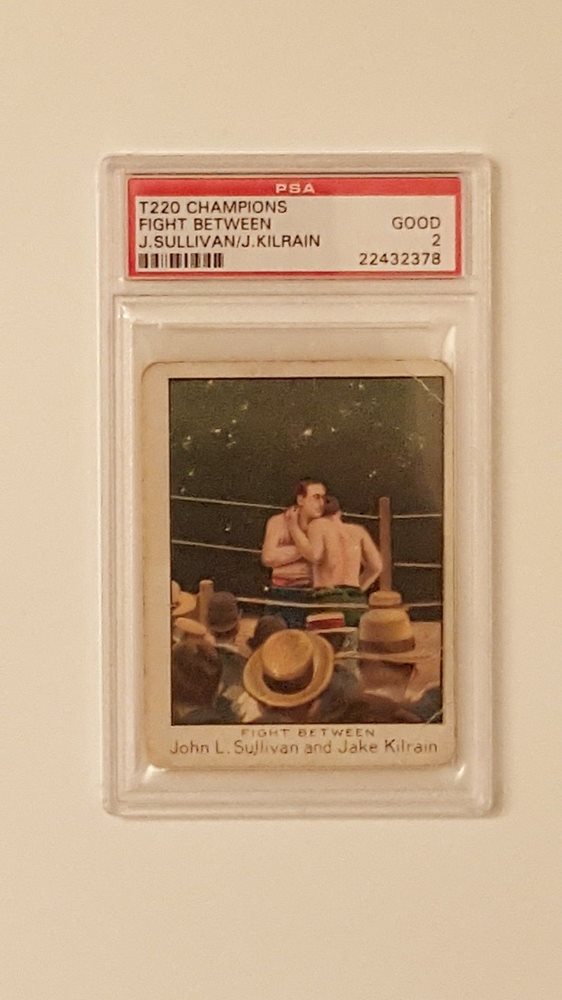 PSA
T220 CHAMPIONS
FIGHT BETWEEN GOOD
J.SULLIVAN/J.KILRAIN 2
22432378
FIGHT BETWEEN
John L. Sullivan and Jake Kilrain